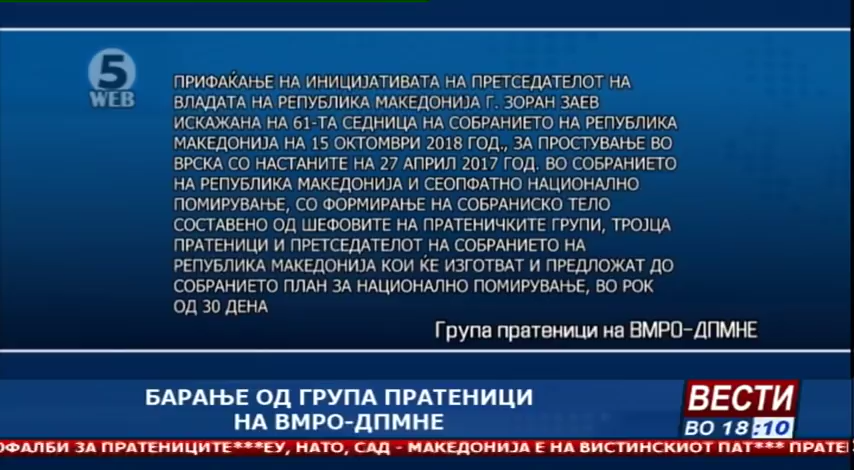 5
WEB
ПРИФАЌАЊЕ НА ИНИЦИЈАТИВАТА НА ПРЕТСЕДАТЕЛОТ НА
ВЛАДАТА НА РЕПУБЛИКА МАКЕДОНИЈА Г. ЗОРАН ЗАЕВ
ИСКАЖАНА НА 61-ТА СЕДНИЦА НА СОБРАНИЕТО НА РЕПУБЛИКА
МАКЕДОНИЈА НА 15 ОКТОМВРИ 2018 ГОД., ЗА ПРОСТУВАЊЕ ВО
ВРСКА СО НАСТАНИТЕ НА 27 АПРИЛ 2017 ГОД. ВО СОБРАНИЕТО
НА РЕПУБЛИКА МАКЕДОНИЈА И СЕОПФАТНО НАЦИОНАЛНО
ПОМИРУВАЊЕ, СО ФОРМИРАЊЕ НА СОБРАНИСКО ТЕЛО
СОСТАВЕНО ОД ШЕФОВИТЕ НА ПРАТЕНИЧКИТЕ ГРУПИ, ТРОЈЦА
ПРАТЕНИЦИ И ПРЕТСЕДАТЕЛОТ НА СОБРАНИЕТО НА
РЕПУБЛИКА МАКЕДОНИЈА КОИ ЌЕ ИЗГОТВАТ И ПРЕДЛОЖАТ ДО
СОБРАНИЕТО ПЛАН ЗА НАЦИОНАЛНО ПОМИРУВАЊЕ, ВО РОК
ОД 30 ДЕНА
Група пратеници на ВМРО-ДПМНЕ
БАРАЊЕ ОД ГРУПА ПРАТЕНИЦИ
НА ВМРО-ДПМНЕ
ВЕСТИ
ВО 18:10
ОФАЛБИ ЗА ПРАТЕНИЦИТЕ***ЕУ, НАТО, САД - МАКЕДОНИЈА Е НА ВИСТИНСКИОТ ПАТ*** ПРАТЕ